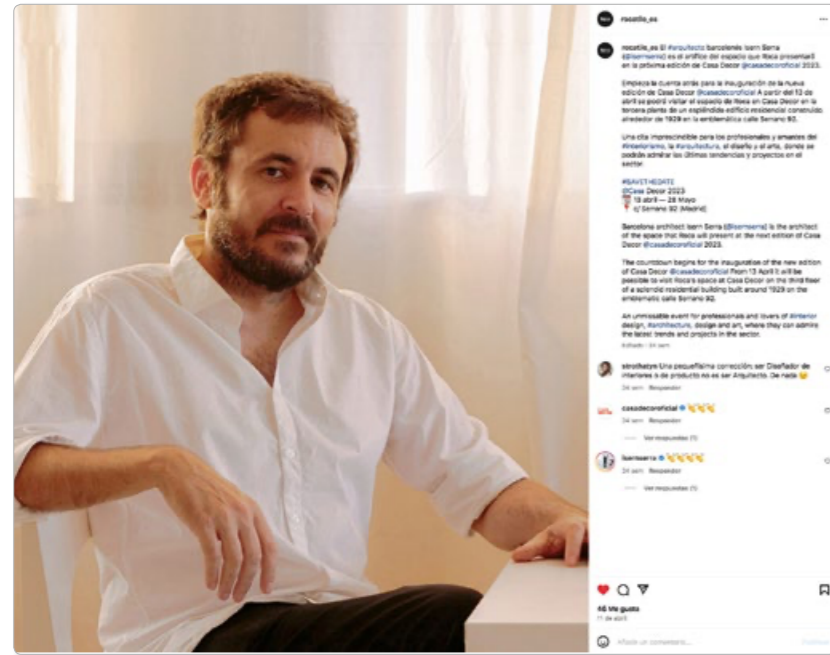 rocatile_es
rocatile_es El #arquitecto barcelonés Isern Serra
(@isernserra) es el artífice del espacio que Roca presentará
en la próxima edición de Casa Decor @casadecoroficial 2023.
Empieza la cuenta atrás para la inauguración de la nueva
edición de Casa Decor @casadecoroficial A partir del 13 de
abril se podrá visitar el espacio de Roca en Casa Decor en la
tercera planta de un espléndido edificio residencial construido
alrededor de 1929 en la emblemática calle Serrano 92.
Una cita imprescindible para los profesionales y amantes del
#interiorismo, la #arquitectura, el diseño y el arte, donde se
podrán admirar las últimas tendencias y proyectos en el
sector.
#SAVETHEDATE
@Casa Decor 2023
13 abril — 28 Mayo
c/ Serrano 92 (Madrid)
Barcelona architect Isern Serra (@isernserra) is the architect
of the space that Roca will present at the next edition of Casa
Decor @casadecoroficial 2023.
The countdown begins for the inauguration of the new edition
of Casa Decor @casadecoroficial From 13 April it will be
possible to visit Roca's space at Casa Decor on the third floor
of a splendid residential building built around 1929 on the
emblematic calle Serrano 92.
An unmissable event for professionals and lovers of #interior
design, #architecture, design and art, where they can admire
the latest trends and projects in the sector.
Editado · 34 sem
sirothatyn Una pequeñísima corrección: ser Diseñador de
interiores o de producto no es ser Arquitecto. De nada 😉
34 sem Responder
casadecoroficial 👏👏👏
34 sem Responder
Ver respuestas (1)
isernserra 👏👏👏👏
34 sem Responder
Ver respuestas (1)
46 Me gusta
11 de abril
Añade un comentario...
Publicar